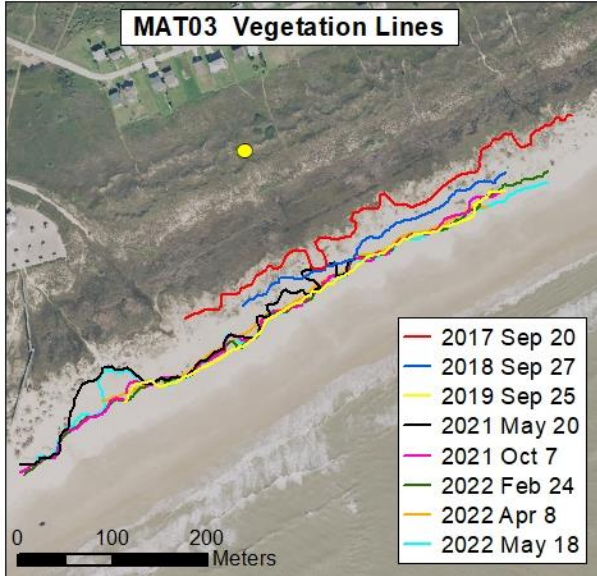 MAT03 Vegetation Lines
2017 Sep 20
2018 Sep 27
2019 Sep 25
2021 May 20
2021 Oct 7
2022 Feb 24
2022 Apr 8
2022 May 18
0 100 200
Meters